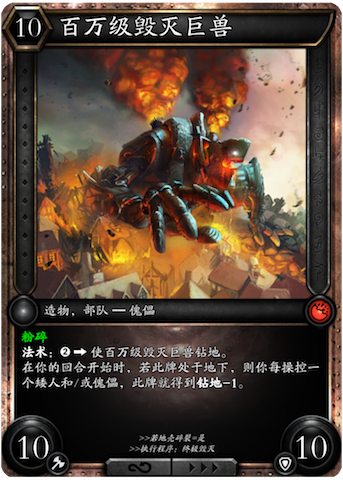 10 百万级毁灭巨兽
造物，部队 — 傀儡
粉碎
法术：2➡ 使百万级毁灭巨兽钻地。
在你的回合开始时，若此牌处于地下，则你每操控一
个矮人和/或傀儡，此牌就得到钻地-1。
>>若地壳碎裂=是
>>执行程序：终极毁灭
10
10